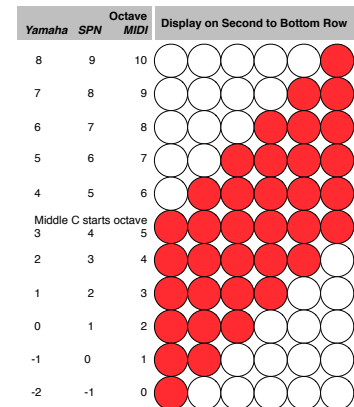 Octave
Yamaha SPN MIDI Display on Second to Bottom Row
8 9 10
7 8 9
6 7 8
5 6 7
4 5 6
Middle C starts octave
3 4 5
2 3 4
1 2 3
0 1 2
-1 0 1
-2 -1 0